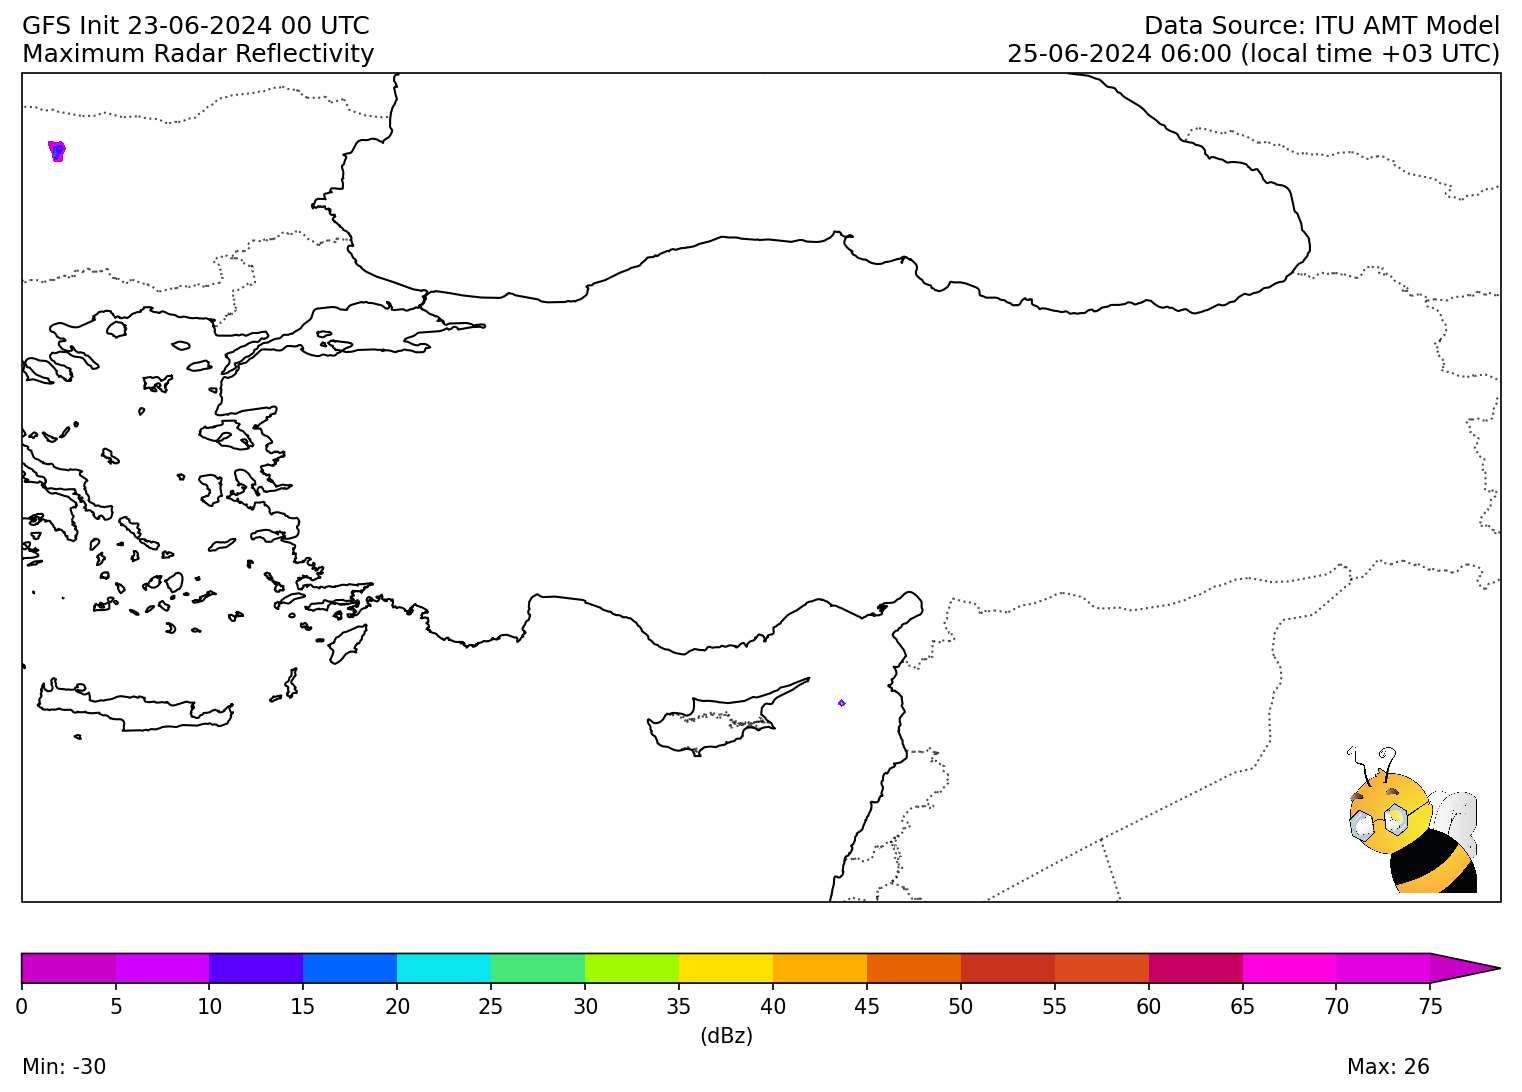 GFS Init 23-06-2024 00 UTC
Maximum Radar Reflectivity
Data Source: ITU AMT Model
25-06-2024 06:00 (local time +03 UTC)
0 5 10 15 20 25 30 35 40 45 50 55 60 65 70 75
(dBz)
Min: -30
Max: 26